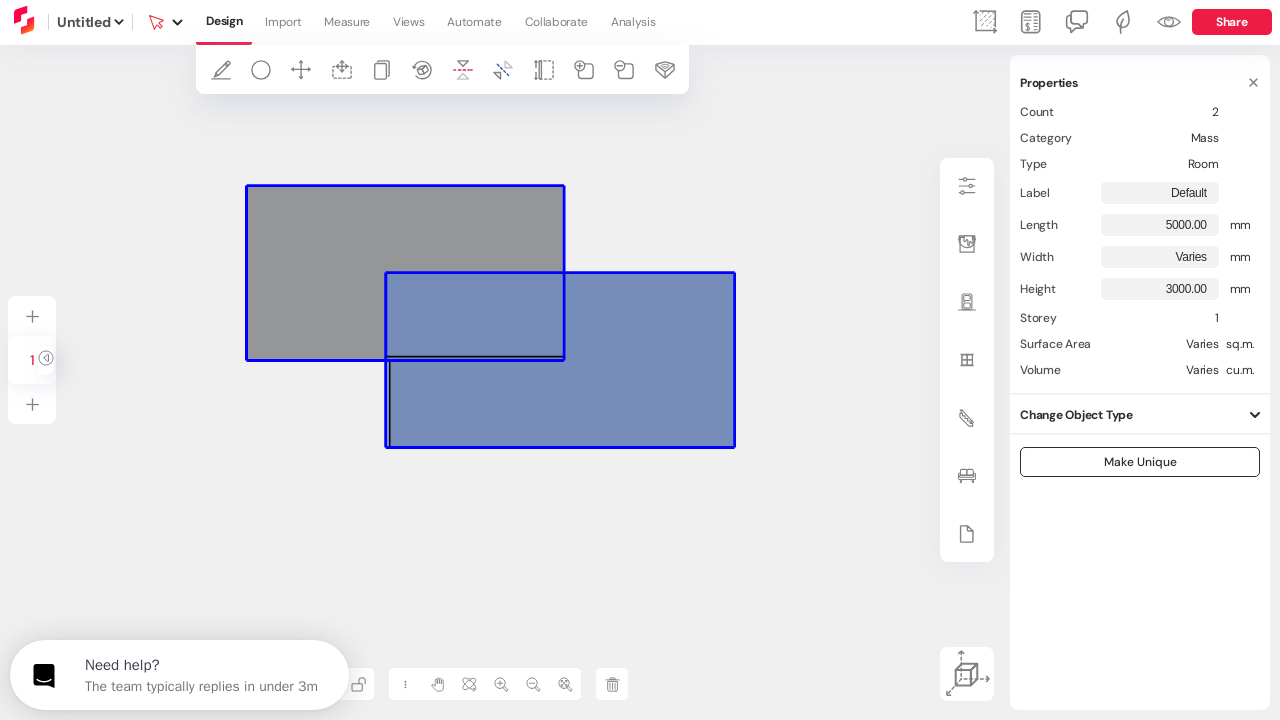 Untitled
Design
Import
Measure
Views
Automate
Collaborate
Analysis
Share
Properties
Count 2
Category Mass
Type Room
Label Default
Length 5000.00 mm
Width Varies mm
Height 3000.00 mm
Storey 1
Surface Area Varies sq.m.
Volume Varies cu.m.
Change Object Type
Make Unique
1
Need help?
The team typically replies in under 3m